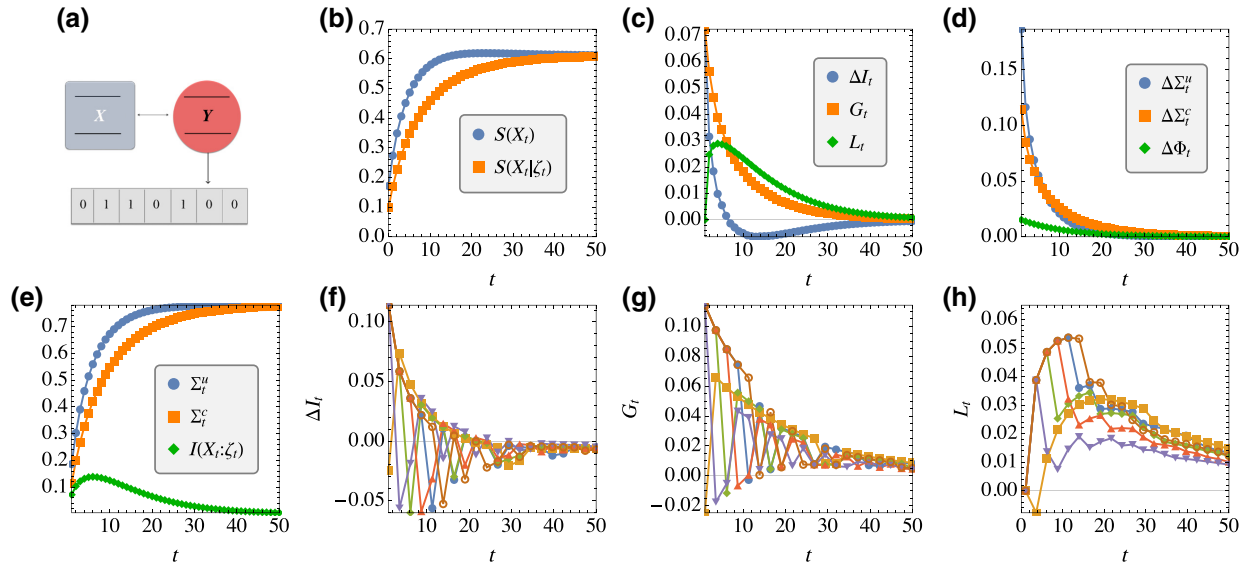 (a)
X
Y
0 1 1 0 1 0 0
(b)
0.7
0.6
0.5
0.4
0.3
0.2
0.1
0.0
S(X_t)
S(X_t|ζ_t)
0 10 20 30 40 50
t
(c)
0.07
0.06
0.05
0.04
0.03
0.02
0.01
0.00
ΔI_t
G_t
L_t
10 20 30 40 50
t
(d)
0.15
0.10
0.05
0.00
ΔΣ_t^u
ΔΣ_t^c
ΔΦ_t
10 20 30 40 50
t
(e)
0.7
0.6
0.5
0.4
0.3
0.2
0.1
Σ_t^u
Σ_t^c
I(X_t:ζ_t)
10 20 30 40 50
t
(f)
ΔI_t
0.10
0.05
0.00
−0.05
10 20 30 40 50
t
(g)
G_t
0.10
0.08
0.06
0.04
0.02
0.00
−0.02
10 20 30 40 50
t
(h)
L_t
0.06
0.05
0.04
0.03
0.02
0.01
0.00
0 10 20 30 40 50
t